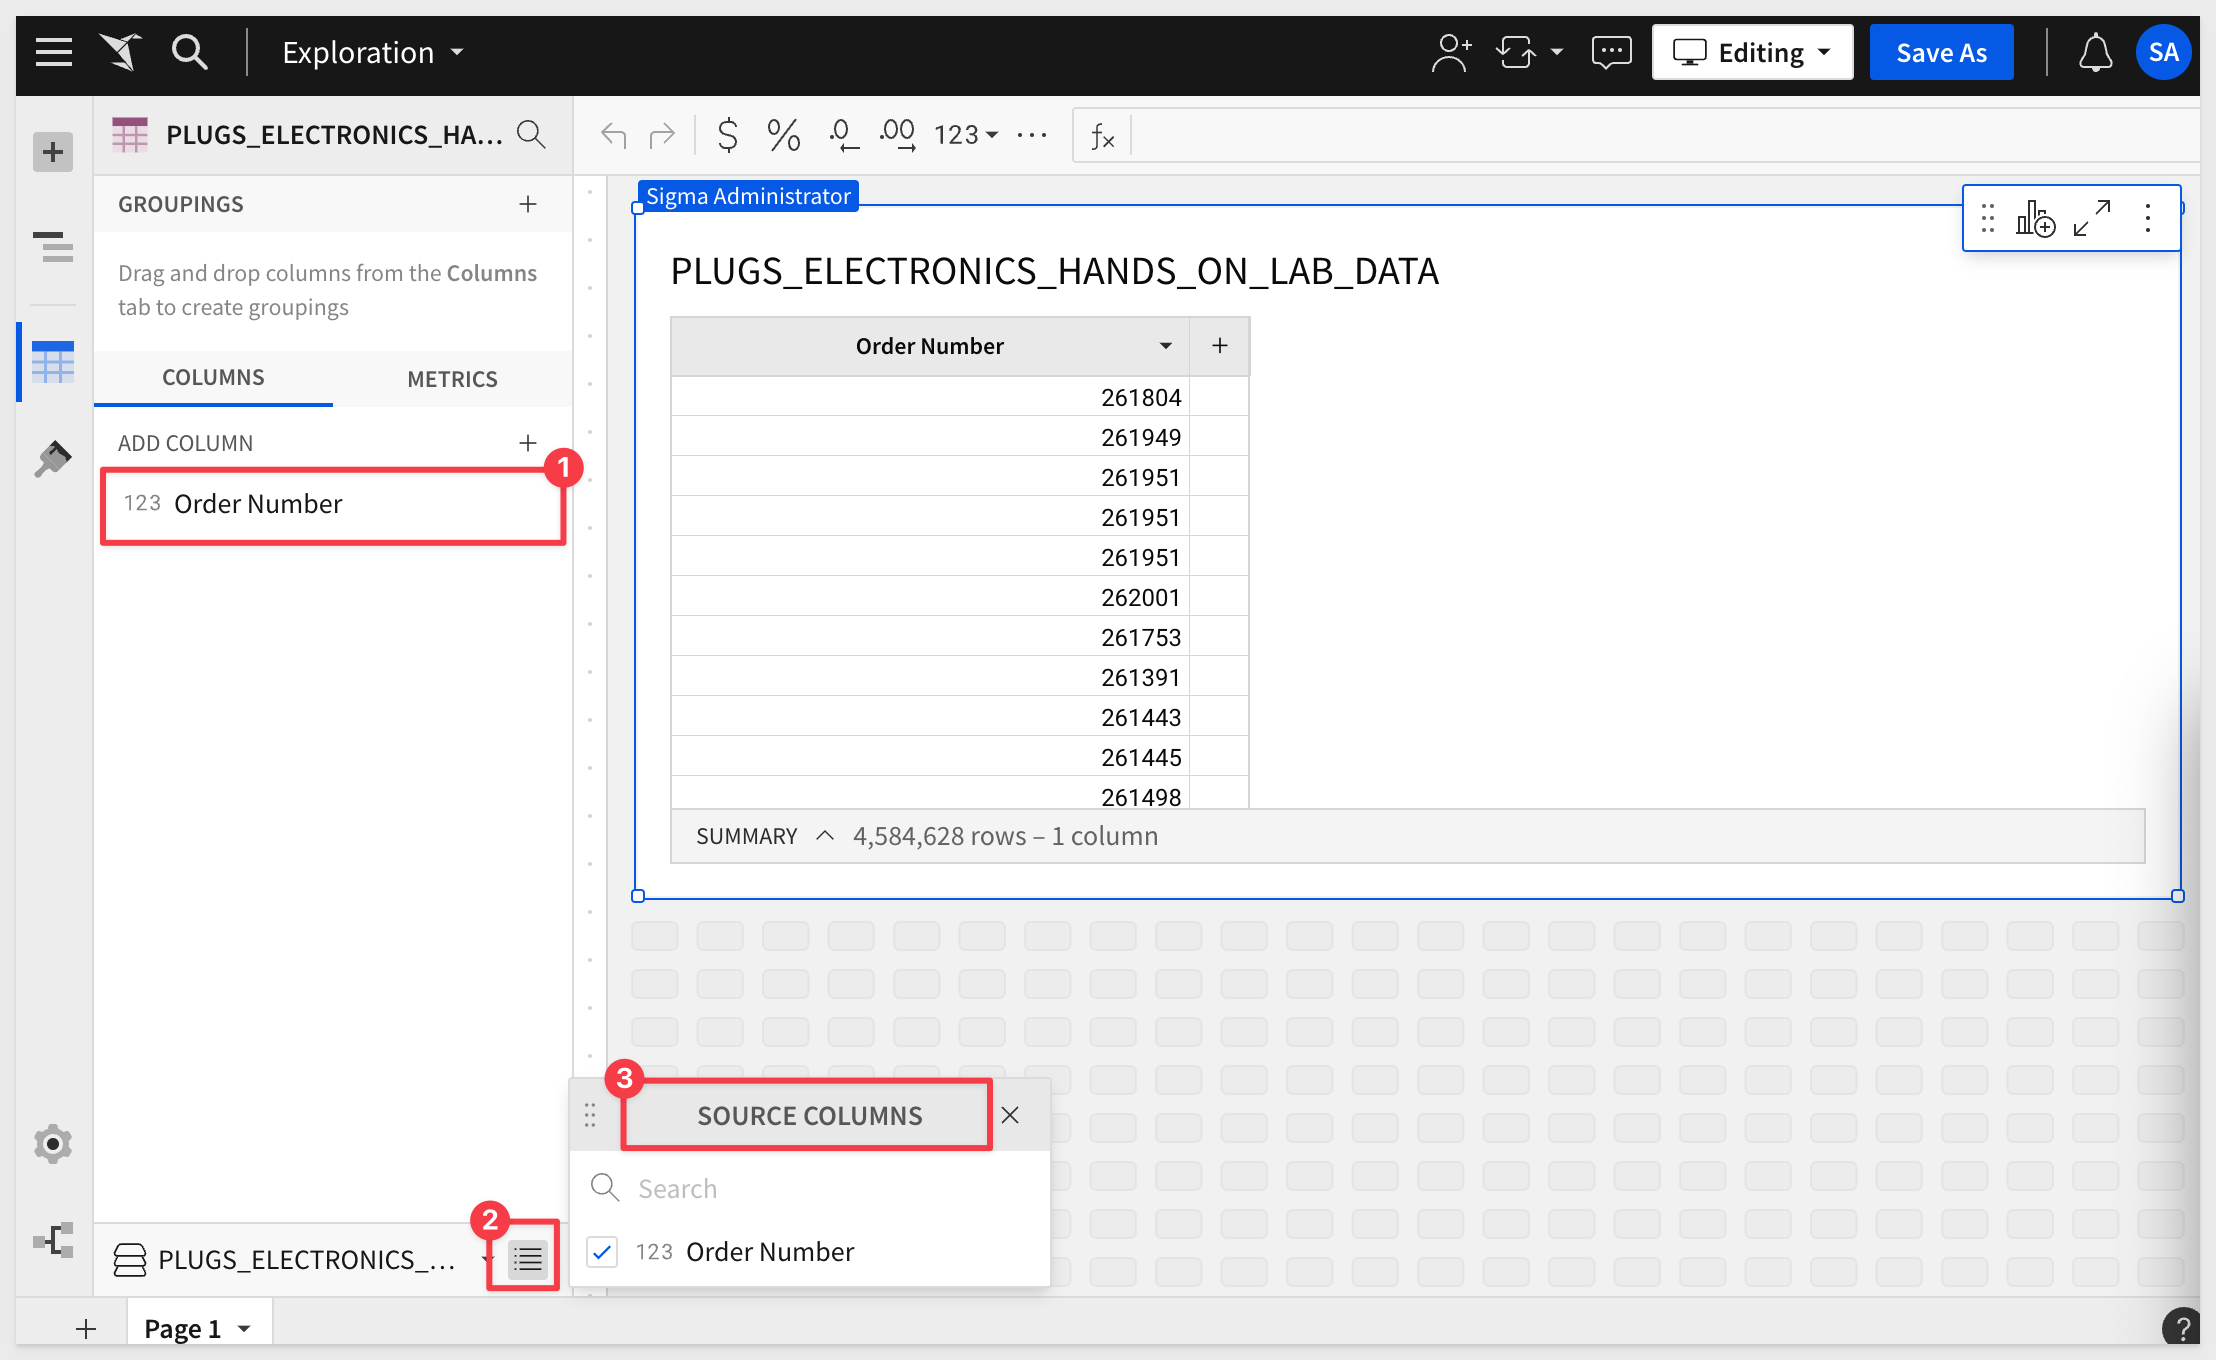 Exploration
Editing
Save As
SA
PLUGS_ELECTRONICS_HA...
$ % .0 .00 123 ... fx
GROUPINGS
Drag and drop columns from the Columns
tab to create groupings
COLUMNS
METRICS
ADD COLUMN
1
123 Order Number
Sigma Administrator
PLUGS_ELECTRONICS_HANDS_ON_LAB_DATA
Order Number
261804
261949
261951
261951
261951
262001
261753
261391
261443
261445
261498
SUMMARY 4,584,628 rows – 1 column
3
SOURCE COLUMNS
Search
123 Order Number
2
PLUGS_ELECTRONICS_...
Page 1
?